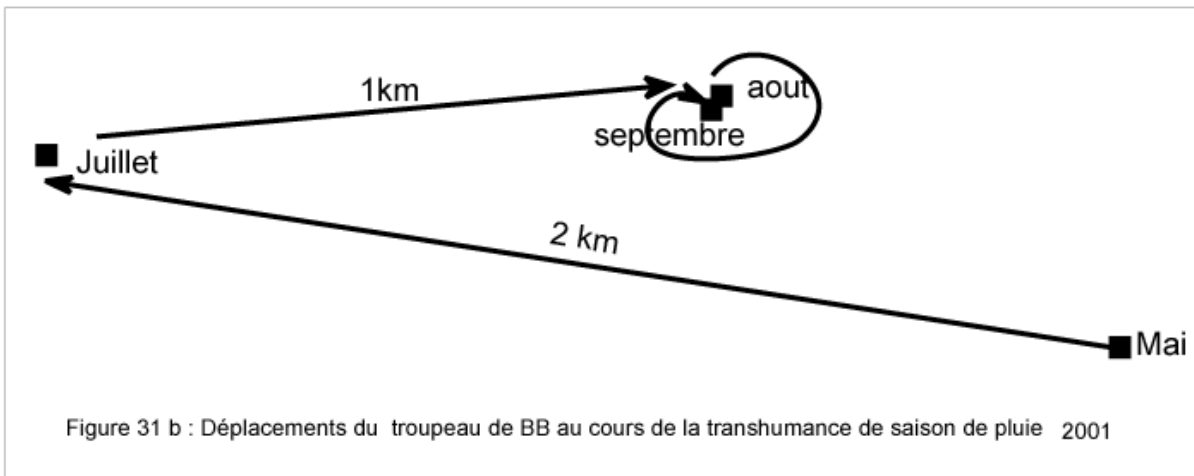 1km
aout
septembre
Juillet
2 km
Mai
Figure 31 b : Déplacements du troupeau de BB au cours de la transhumance de saison de pluie 2001